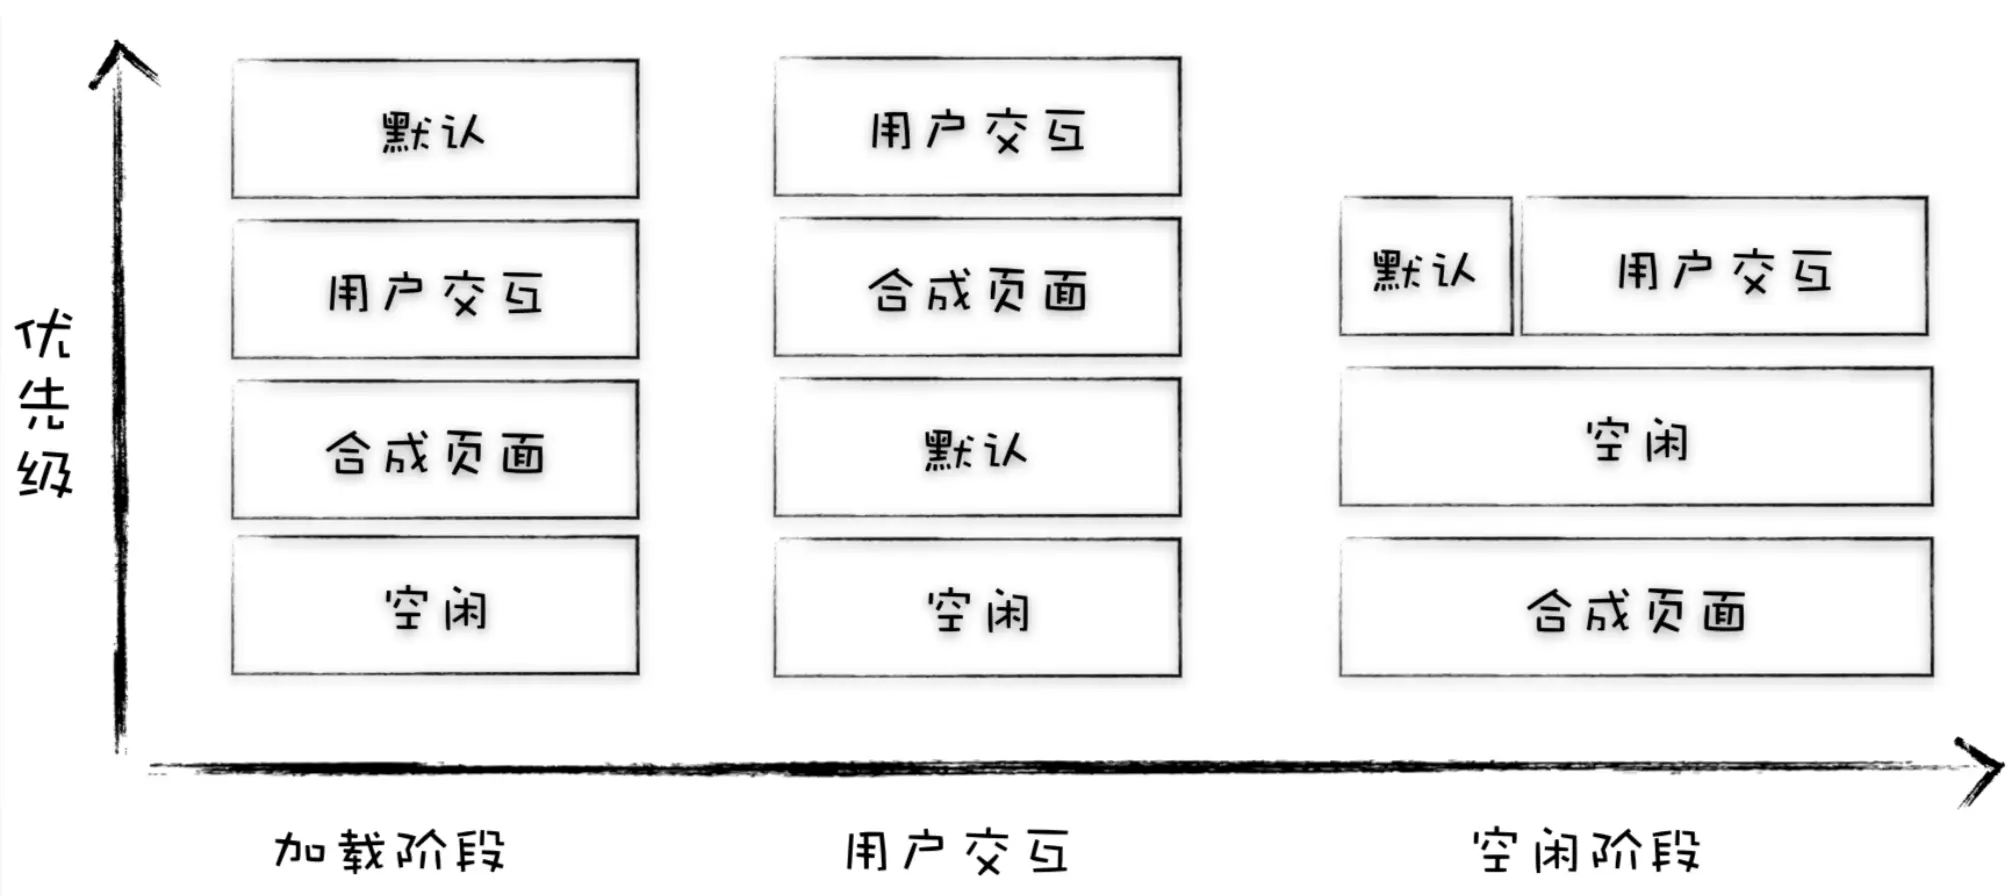 优先级
默认
用户交互
合成页面
空闲
用户交互
合成页面
默认
空闲
默认
用户交互
空闲
合成页面
加载阶段
用户交互
空闲阶段